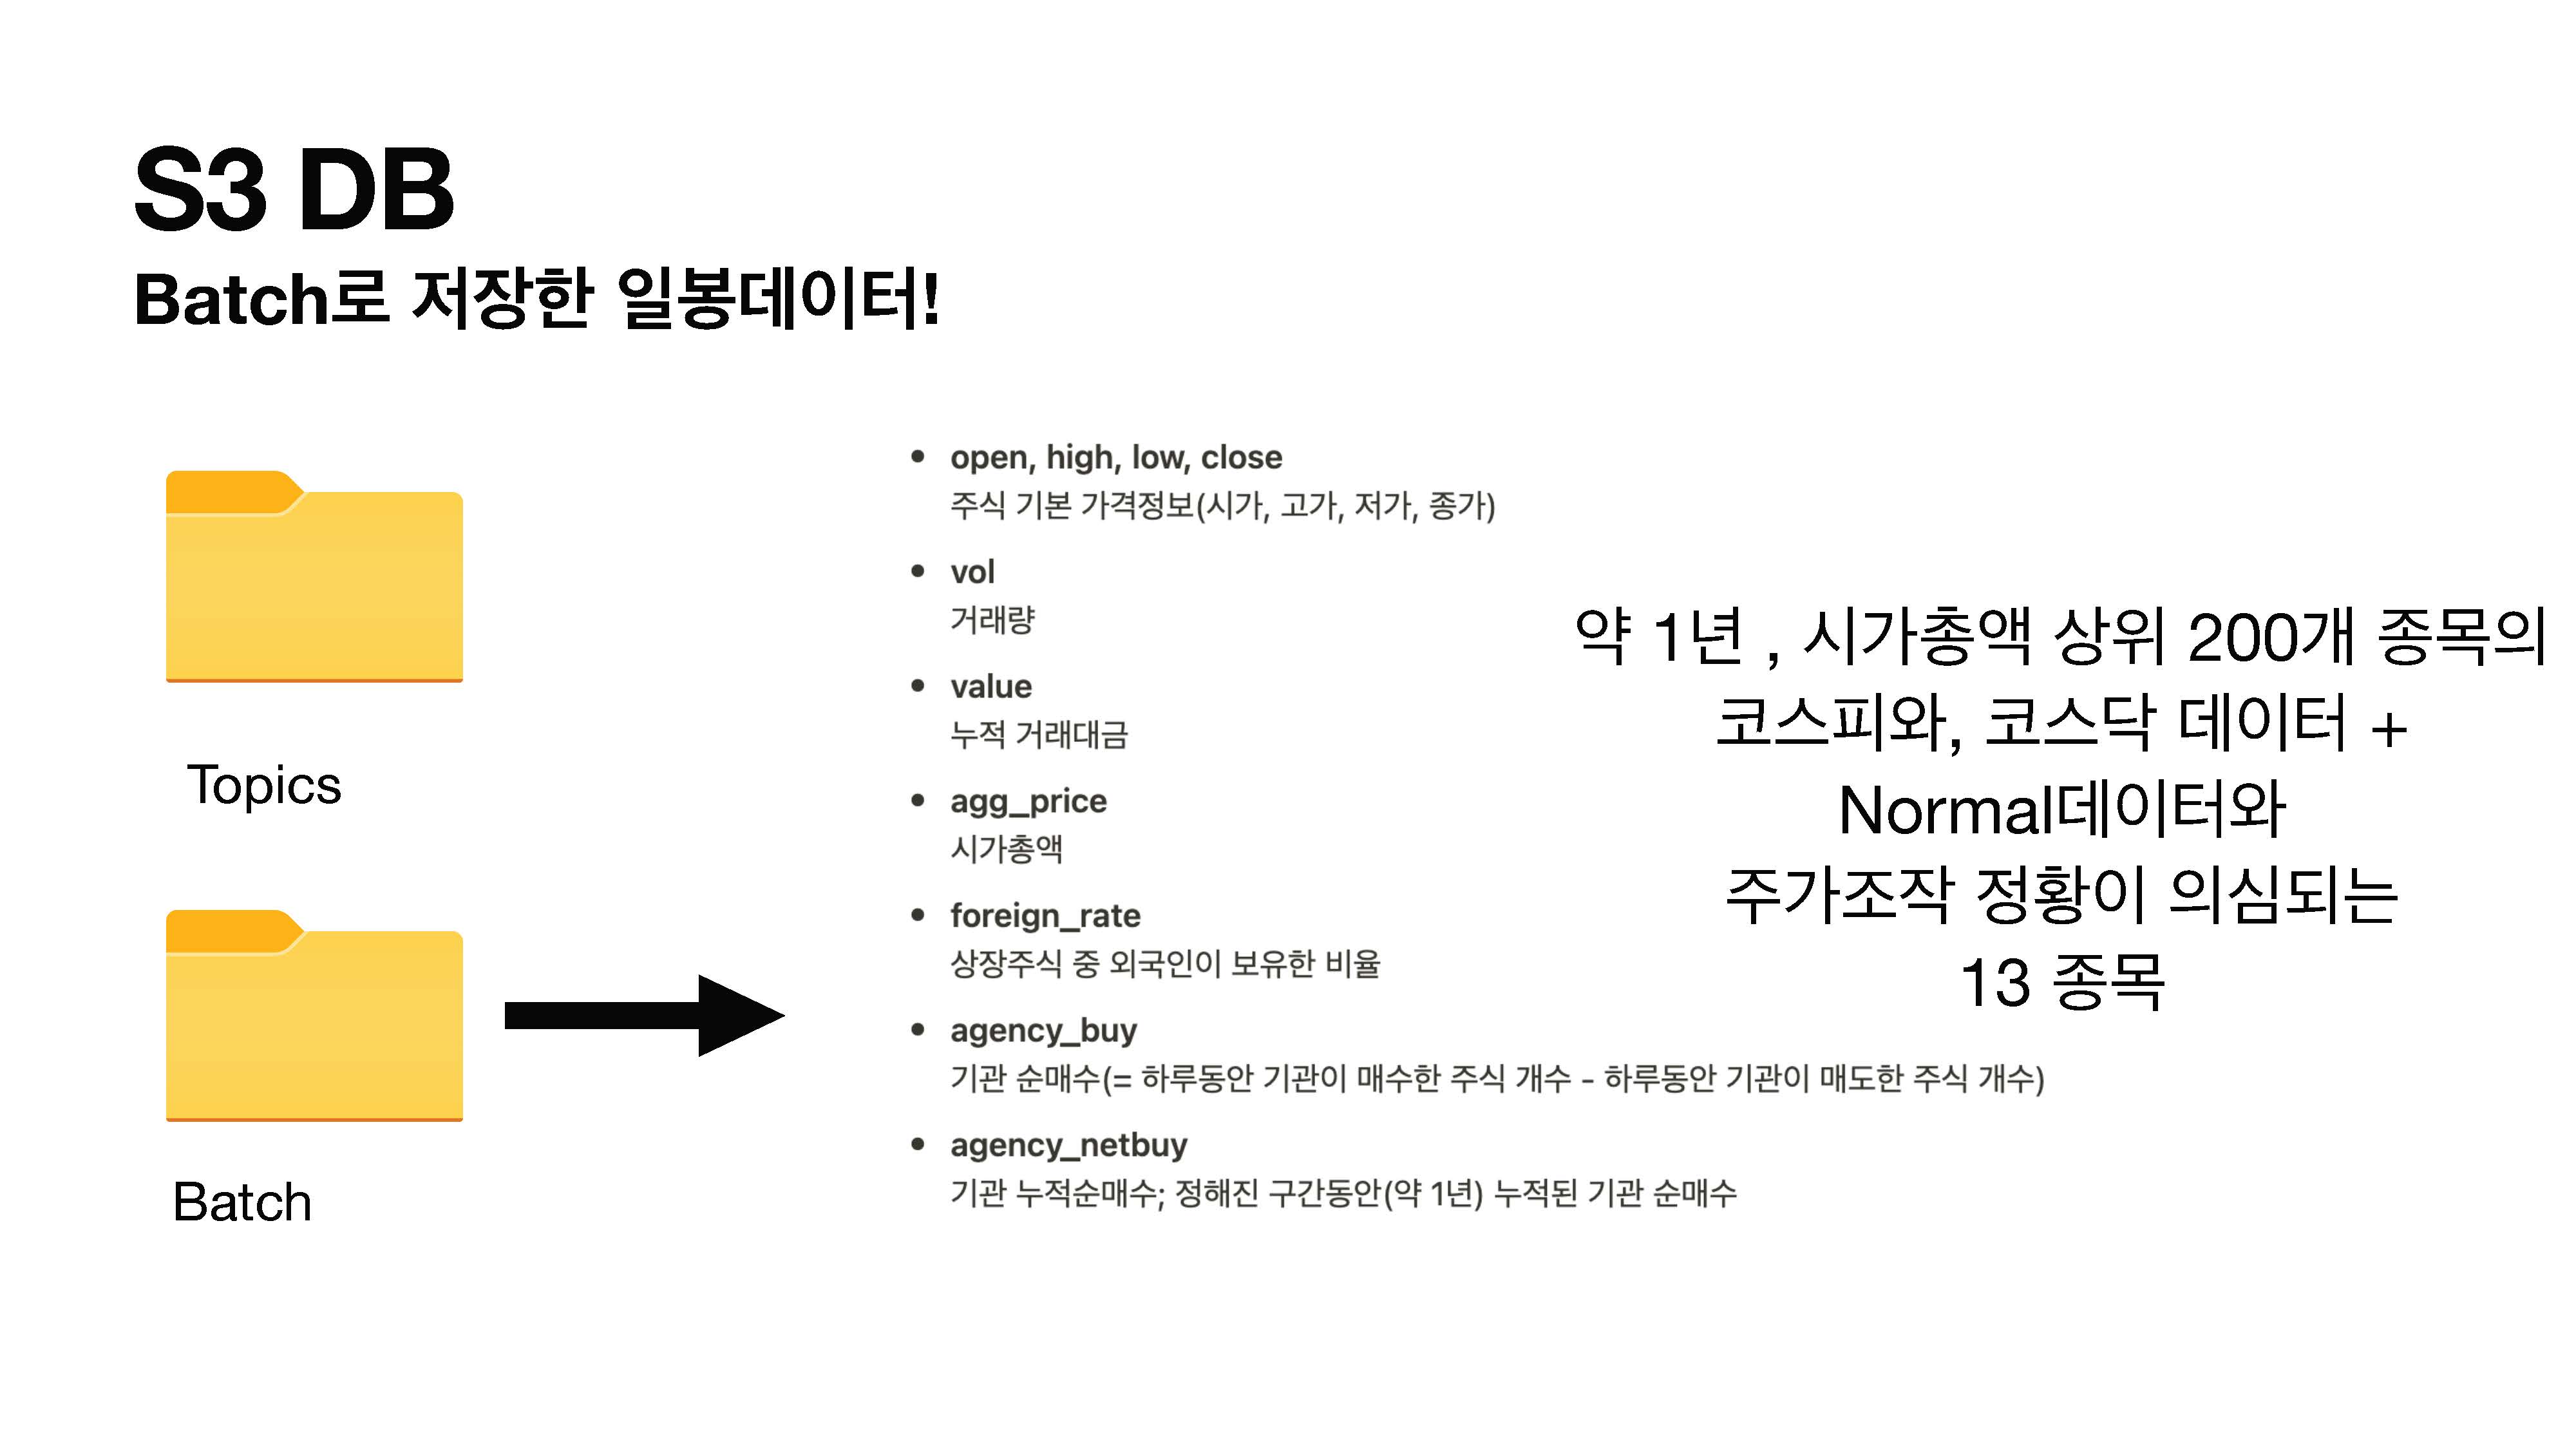 S3 DB
Batch로 저장한 일봉데이터!
Topics
Batch
• open, high, low, close
주식 기본 가격정보(시가, 고가, 저가, 종가)
• vol
거래량
• value
누적 거래대금
• agg_price
시가총액
• foreign_rate
상장주식 중 외국인이 보유한 비율
• agency_buy
기관 순매수(= 하루동안 기관이 매수한 주식 개수 - 하루동안 기관이 매도한 주식 개수)
• agency_netbuy
기관 누적순매수; 정해진 구간동안(약 1년) 누적된 기관 순매수
약 1년 , 시가총액 상위 200개 종목의
코스피와, 코스닥 데이터 +
Normal데이터와
주가조작 정황이 의심되는
13 종목